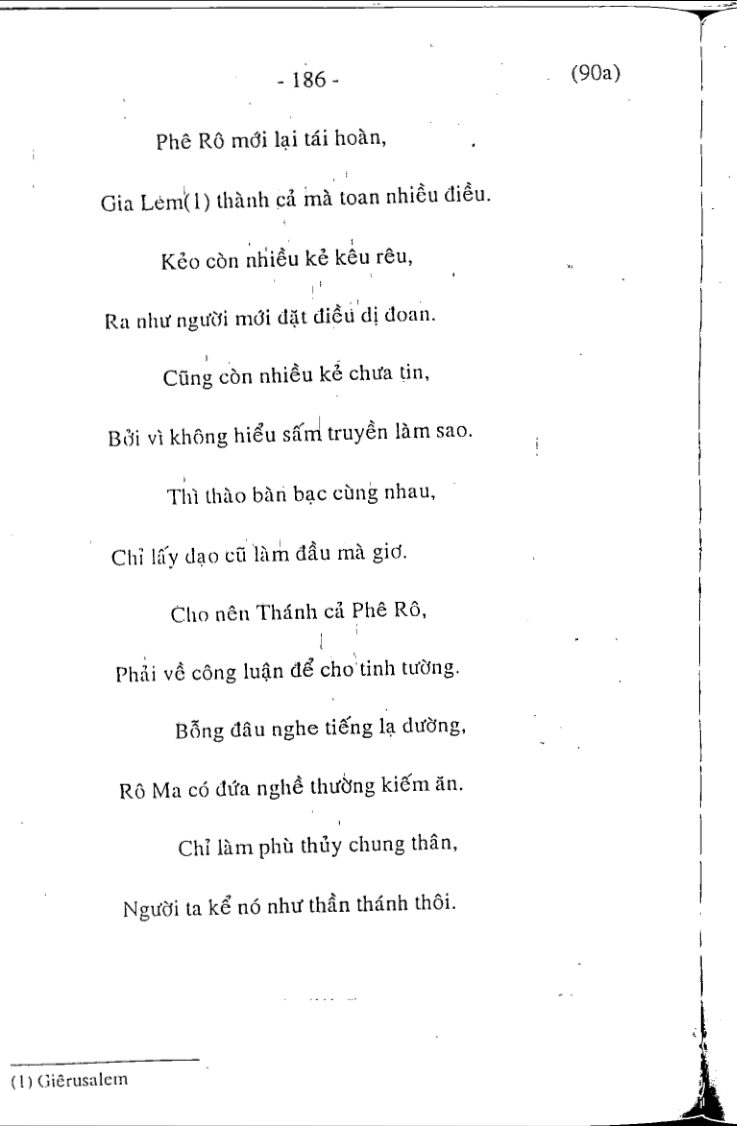 - 186 - (90a)
Phê Rô mới lại tái hoàn,
Gia Lêm(1) thành cả mà toan nhiều điều.
Kẻo còn nhiều kẻ kêu rêu,
Ra như người mới đặt điều dị đoan.
Cũng còn nhiều kẻ chưa tin,
Bởi vì không hiểu sấm truyền làm sao.
Thì thào bàn bạc cùng nhau,
Chỉ lấy đạo cũ làm đầu mà giơ.
Cho nên Thánh cả Phê Rô,
Phải về công luận để cho tinh tường.
Bỗng đâu nghe tiếng lạ dường,
Rô Ma có đứa nghề thường kiếm ăn.
Chỉ làm phù thủy chung thân,
Người ta kể nó như thần thánh thôi.
(1) Giêrusalem